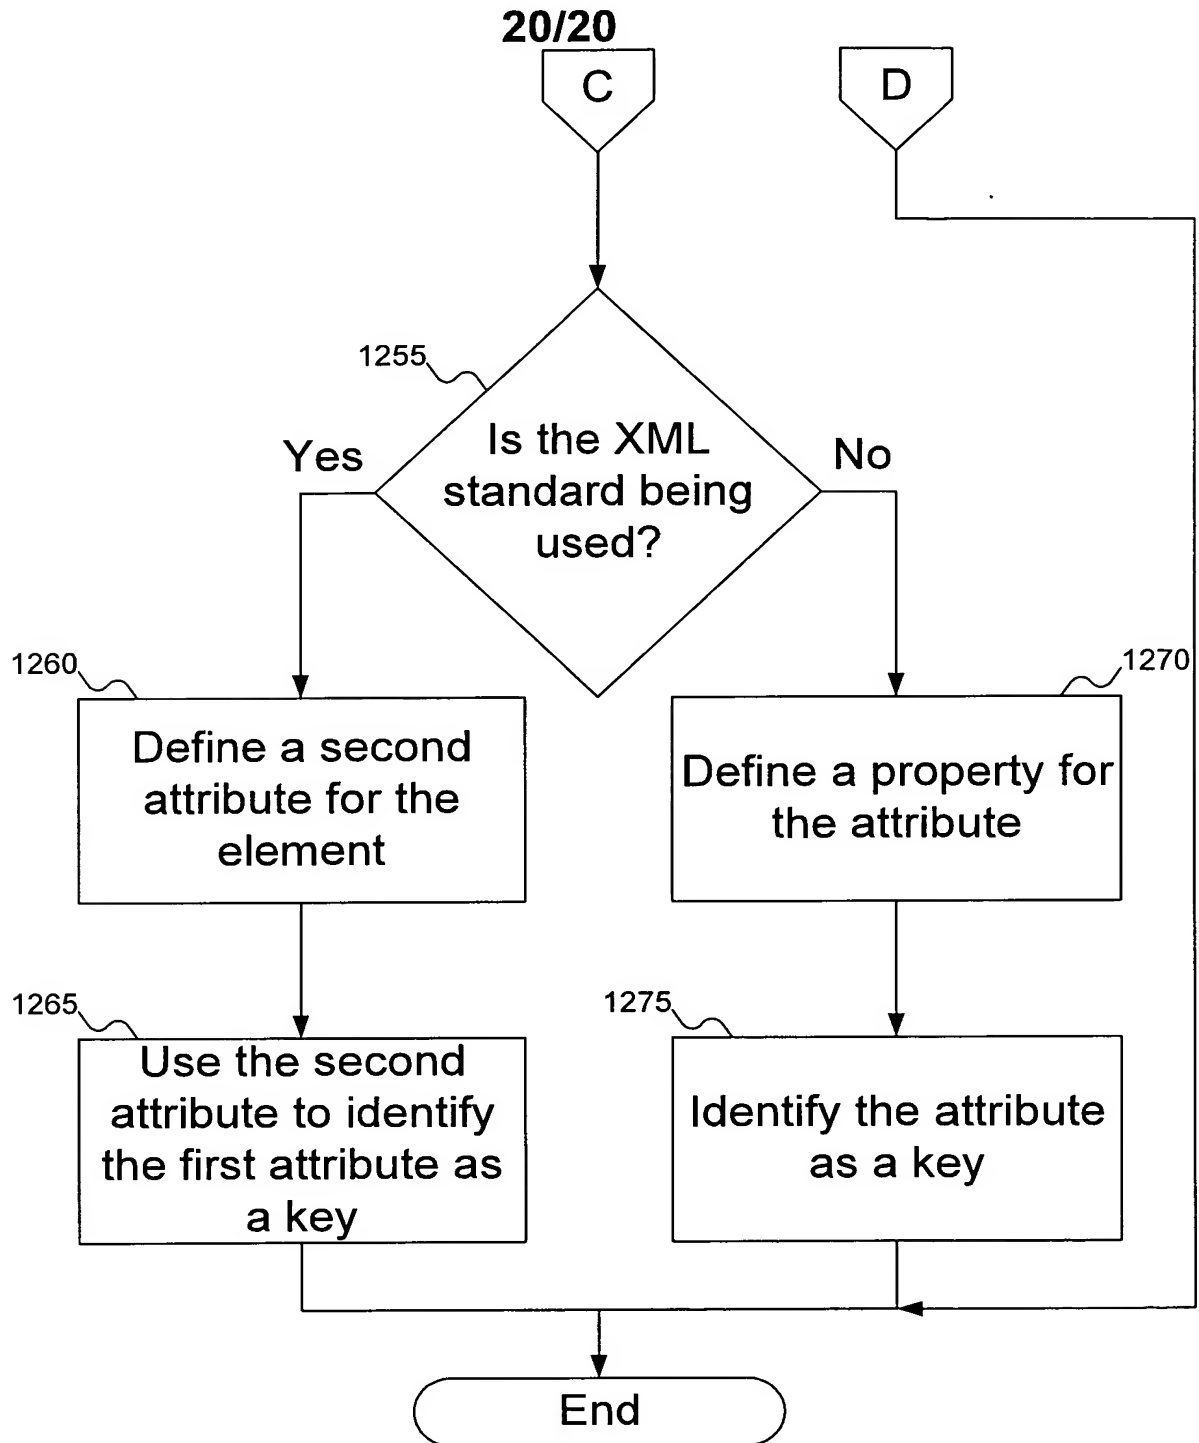 20/20
C
D
1255
Is the XML
standard being
used?
Yes
No
1260
Define a second
attribute for the
element
1270
Define a property for
the attribute
1265
Use the second
attribute to identify
the first attribute as
a key
1275
Identify the attribute
as a key
End